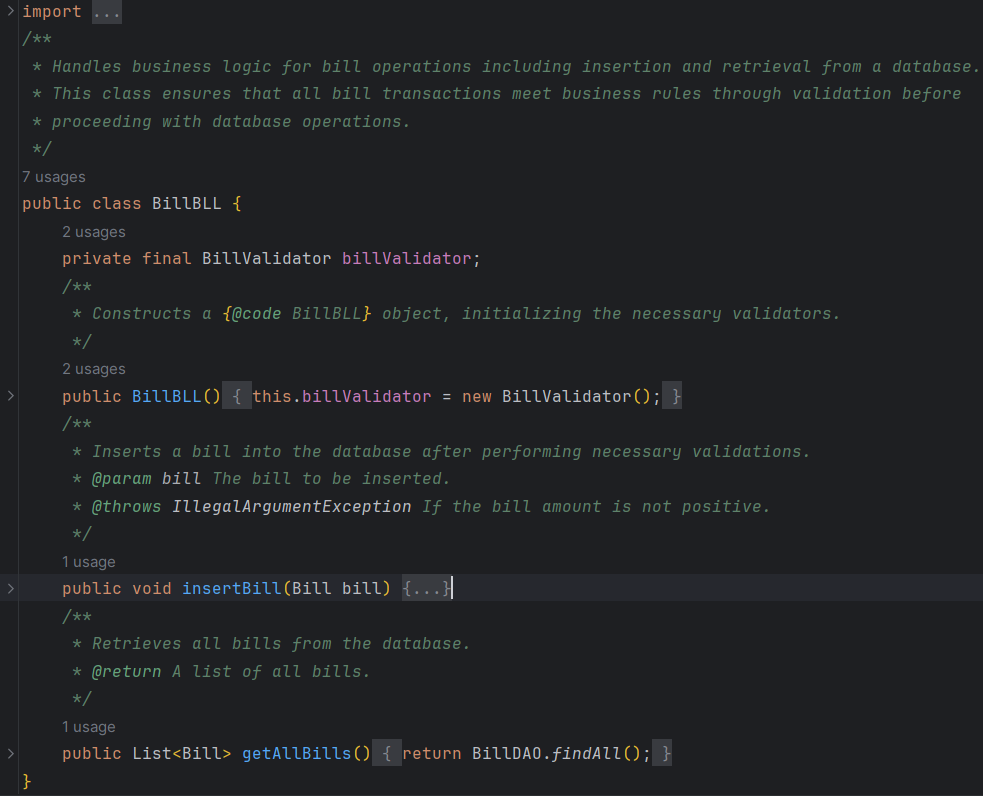 import ...
/**
 * Handles business logic for bill operations including insertion and retrieval from a database.
 * This class ensures that all bill transactions meet business rules through validation before
 * proceeding with database operations.
 */
7 usages
public class BillBLL {
2 usages
private final BillValidator billValidator;
/**
 * Constructs a {@code BillBLL} object, initializing the necessary validators.
 */
2 usages
public BillBLL() { this.billValidator = new BillValidator(); }
/**
 * Inserts a bill into the database after performing necessary validations.
 * @param bill The bill to be inserted.
 * @throws IllegalArgumentException If the bill amount is not positive.
 */
1 usage
public void insertBill(Bill bill) {...}
/**
 * Retrieves all bills from the database.
 * @return A list of all bills.
 */
1 usage
public List<Bill> getAllBills() { return BillDAO.findAll(); }
}